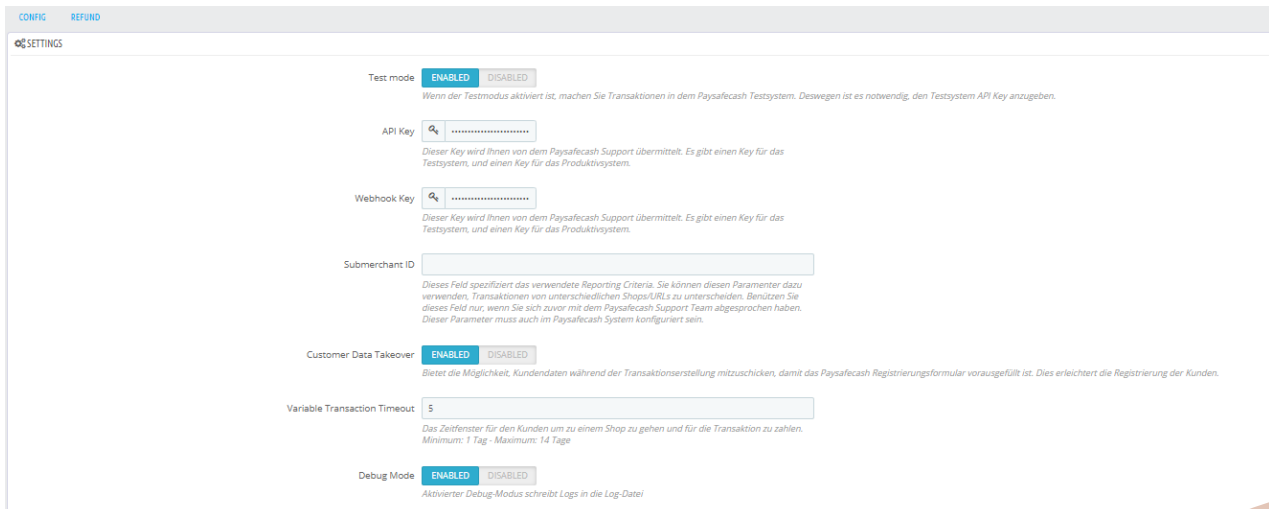 CONFIG REFUND
SETTINGS
Test mode ENABLED DISABLED
Wenn der Testmodus aktiviert ist, machen Sie Transaktionen in dem Paysafecash Testsystem. Deswegen ist es notwendig, den Testsystem API Key anzugeben.
API Key ••••••••••••••••••••••••
Dieser Key wird Ihnen von dem Paysafecash Support übermittelt. Es gibt einen Key für das
Testsystem, und einen Key für das Produktivsystem.
Webhook Key ••••••••••••••••••••••••
Dieser Key wird Ihnen von dem Paysafecash Support übermittelt. Es gibt einen Key für das
Testsystem, und einen Key für das Produktivsystem.
Submerchant ID
Dieses Feld spezifiziert das verwendete Reporting Criteria. Sie können diesen Paramenter dazu
verwenden, Transaktionen von unterschiedlichen Shops/URLs zu unterscheiden. Benützen Sie
dieses Feld nur, wenn Sie sich zuvor mit dem Paysafecash Support Team abgesprochen haben.
Dieser Parameter muss auch im Paysafecash System konfiguriert sein.
Customer Data Takeover ENABLED DISABLED
Bietet die Möglichkeit, Kundendaten während der Transaktionserstellung mitzuschicken, damit das Paysafecash Registrierungsformular vorausgefüllt ist. Dies erleichtert die Registrierung der Kunden.
Variable Transaction Timeout 5
Das Zeitfenster für den Kunden um zu einem Shop zu gehen und für die Transaktion zu zahlen.
Minimum: 1 Tag - Maximum: 14 Tage
Debug Mode ENABLED DISABLED
Aktivierter Debug-Modus schreibt Logs in die Log-Datei